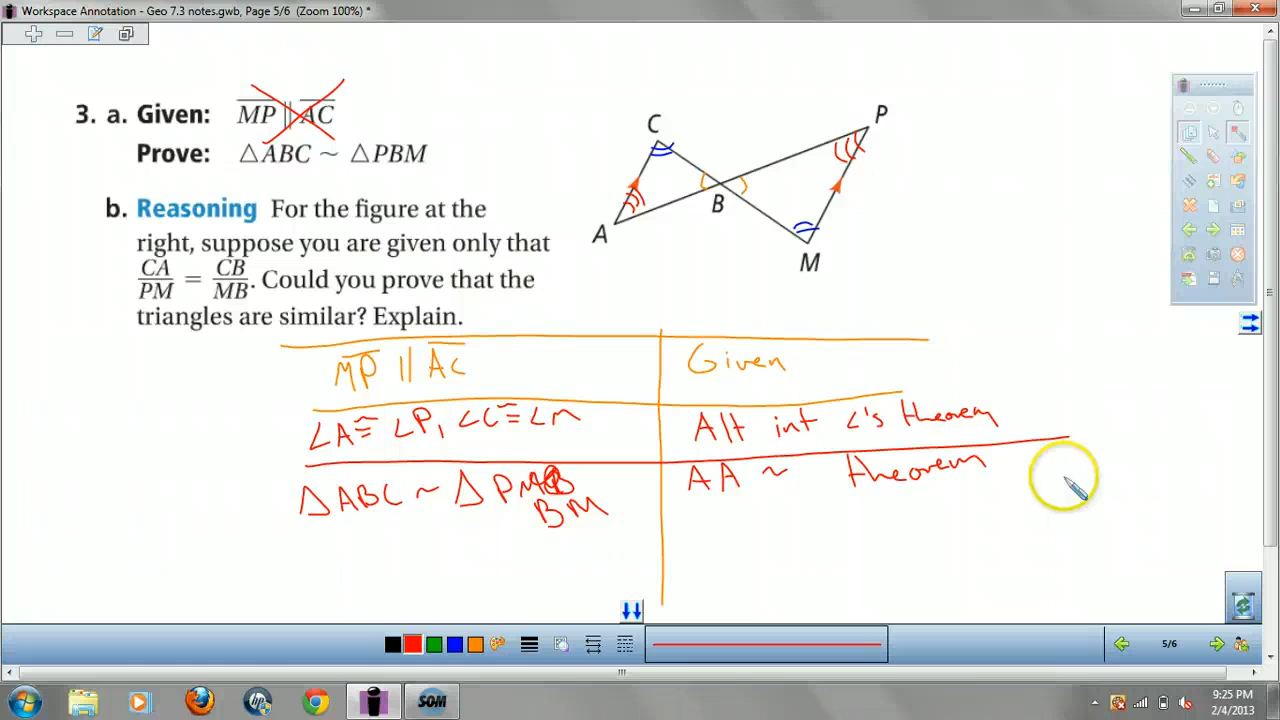 Workspace Annotation - Geo 7.3 notes.gwb, Page 5/6 (Zoom 100%) *
3. a. Given: MP || AC
Prove: △ABC ~ △PBM
b. Reasoning For the figure at the
right, suppose you are given only that
CA/PM = CB/MB. Could you prove that the
triangles are similar? Explain.
C
P
B
A
M
MP || AC Given
∠A ≅ ∠P, ∠C ≅ ∠M Alt int ∠'s theorem
△ABC ~ △PM AA ~ theorem
BM
5/6
SOM
9:25 PM
2/4/2013